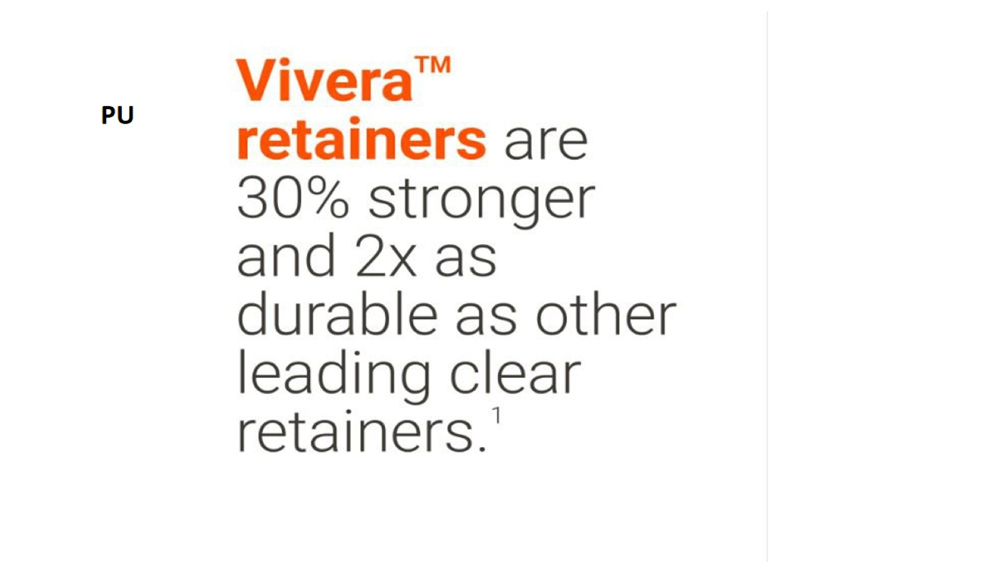 PU
Vivera™
retainers are
30% stronger
and 2x as
durable as other
leading clear
retainers.¹